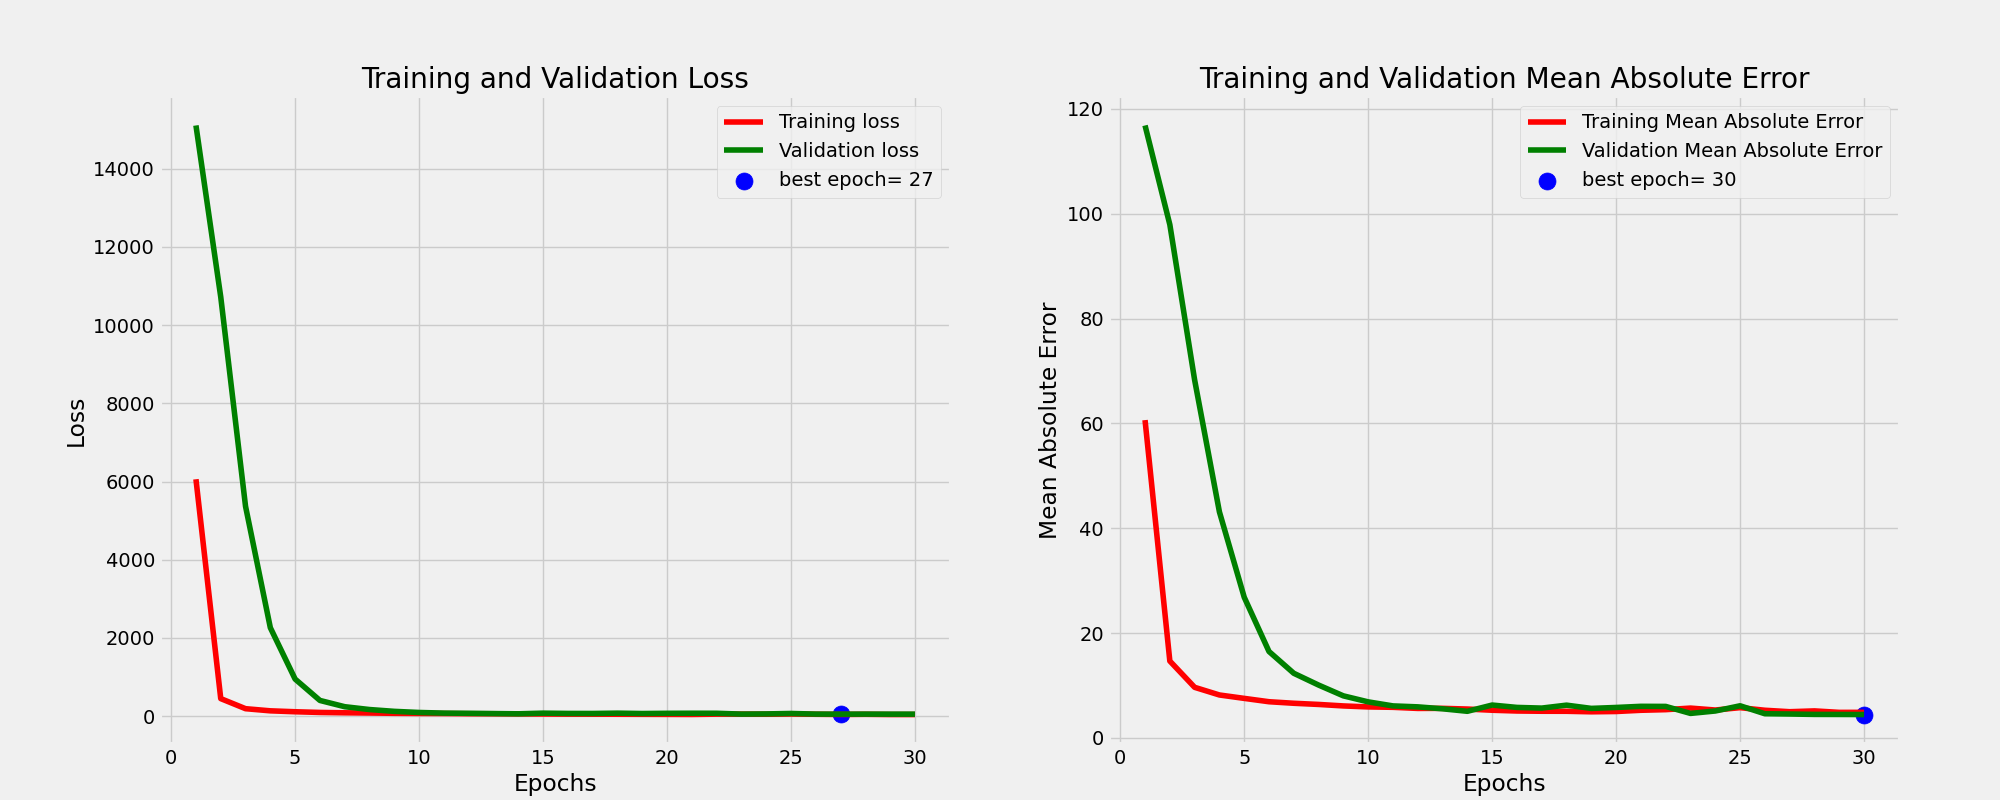 Training and Validation Loss
Training loss
Validation loss
best epoch= 27
14000
12000
10000
8000
6000
4000
2000
0
Loss
0 5 10 15 20 25 30
Epochs
Training and Validation Mean Absolute Error
Training Mean Absolute Error
Validation Mean Absolute Error
best epoch= 30
120
100
80
60
40
20
0
Mean Absolute Error
0 5 10 15 20 25 30
Epochs